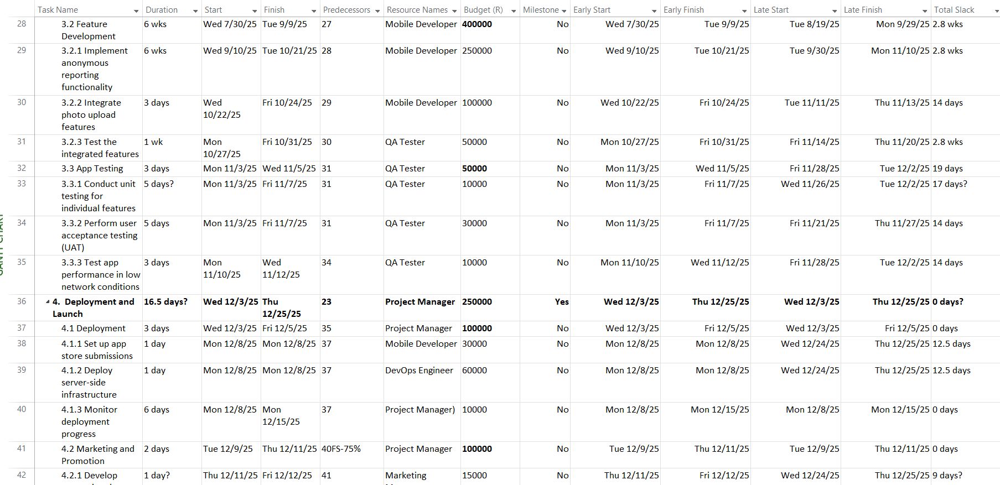 Task Name Duration Start Finish Predecessors Resource Names Budget (R) Milestone Early Start Early Finish Late Start Late Finish Total Slack
28 3.2 Feature Development 6 wks Wed 7/30/25 Tue 9/9/25 27 Mobile Developer 400000 No Wed 7/30/25 Tue 9/9/25 Tue 8/19/25 Mon 9/29/25 2.8 wks
29 3.2.1 Implement anonymous reporting functionality 6 wks Wed 9/10/25 Tue 10/21/25 28 Mobile Developer 250000 No Wed 9/10/25 Tue 10/21/25 Tue 9/30/25 Mon 11/10/25 2.8 wks
30 3.2.2 Integrate photo upload features 3 days Wed 10/22/25 Fri 10/24/25 29 Mobile Developer 100000 No Wed 10/22/25 Fri 10/24/25 Tue 11/11/25 Thu 11/13/25 14 days
31 3.2.3 Test the integrated features 1 wk Mon 10/27/25 Fri 10/31/25 30 QA Tester 50000 No Mon 10/27/25 Fri 10/31/25 Fri 11/14/25 Thu 11/20/25 2.8 wks
32 3.3 App Testing 3 days Mon 11/3/25 Wed 11/5/25 31 QA Tester 50000 No Mon 11/3/25 Wed 11/5/25 Fri 11/28/25 Tue 12/2/25 19 days
33 3.3.1 Conduct unit testing for individual features 5 days? Mon 11/3/25 Fri 11/7/25 31 QA Tester 10000 No Mon 11/3/25 Fri 11/7/25 Wed 11/26/25 Tue 12/2/25 17 days?
34 3.3.2 Perform user acceptance testing (UAT) 5 days Mon 11/3/25 Fri 11/7/25 31 QA Tester 30000 No Mon 11/3/25 Fri 11/7/25 Fri 11/21/25 Thu 11/27/25 14 days
35 3.3.3 Test app performance in low network conditions 3 days Mon 11/10/25 Wed 11/12/25 34 QA Tester 10000 No Mon 11/10/25 Wed 11/12/25 Fri 11/28/25 Tue 12/2/25 14 days
36 4. Deployment and Launch 16.5 days? Wed 12/3/25 Thu 12/25/25 23 Project Manager 250000 Yes Wed 12/3/25 Thu 12/25/25 Wed 12/3/25 Thu 12/25/25 0 days?
37 4.1 Deployment 3 days Wed 12/3/25 Fri 12/5/25 35 Project Manager 100000 No Wed 12/3/25 Fri 12/5/25 Wed 12/3/25 Fri 12/5/25 0 days
38 4.1.1 Set up app store submissions 1 day Mon 12/8/25 Mon 12/8/25 37 Mobile Developer 30000 No Mon 12/8/25 Mon 12/8/25 Wed 12/24/25 Thu 12/25/25 12.5 days
39 4.1.2 Deploy server-side infrastructure 1 day Mon 12/8/25 Mon 12/8/25 37 DevOps Engineer 60000 No Mon 12/8/25 Mon 12/8/25 Wed 12/24/25 Thu 12/25/25 12.5 days
40 4.1.3 Monitor deployment progress 6 days Mon 12/8/25 Mon 12/15/25 37 Project Manager) 10000 No Mon 12/8/25 Mon 12/15/25 Mon 12/8/25 Mon 12/15/25 0 days
41 4.2 Marketing and Promotion 2 days Tue 12/9/25 Thu 12/11/25 40FS-75% Project Manager 100000 No Tue 12/9/25 Thu 12/11/25 Tue 12/9/25 Thu 12/11/25 0 days
42 4.2.1 Develop 1 day? Thu 12/11/25 Fri 12/12/25 41 Marketing 15000 No Thu 12/11/25 Fri 12/12/25 Wed 12/24/25 Thu 12/25/25 9 days?